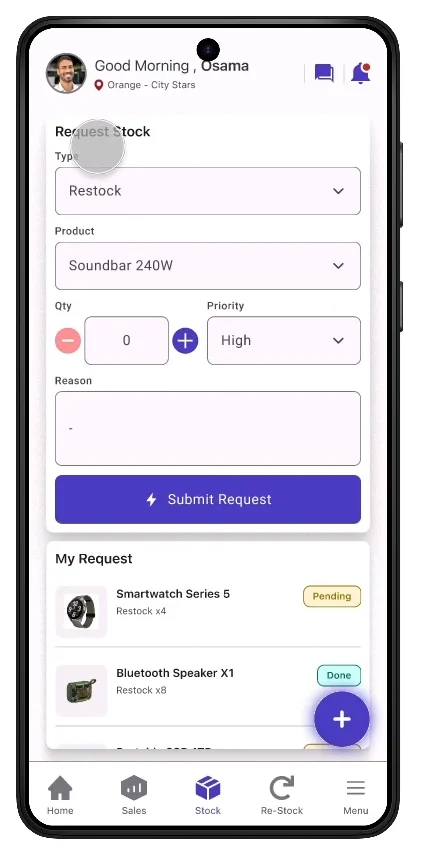 Good Morning , Osama
Orange - City Stars
Request Stock
Type
Restock
Product
Soundbar 240W
Qty
Priority
0
High
Reason
-
Submit Request
My Request
Smartwatch Series 5
Pending
Restock x4
Bluetooth Speaker X1
Done
Restock x8
Home
Sales
Stock
Re-Stock
Menu